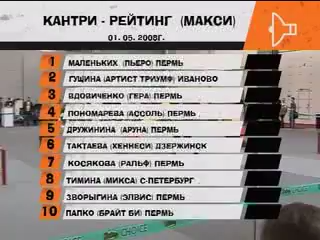 КАНТРИ - РЕЙТИНГ (МАКСИ)
01. 05. 2008Г.
1 МАЛЕНЬКИХ (ПЬЕРО) ПЕРМЬ
2 ГУЩИНА (АРТИСТ ТРИУМФ) ИВАНОВО
3 ВДОВИЧЕНКО (ГЕРА) ПЕРМЬ
4 ПОНОМАРЕВА (АССОЛЬ) ПЕРМЬ
5 ДРУЖИНИНА (АРУНА) ПЕРМЬ
6 ТАКТАЕВА (ХЕННЕСИ) ДЗЕРЖИНСК
7 КОСЯКОВА (РАЛЬФ) ПЕРМЬ
8 ТИМИНА (МИКСА) С-ПЕТЕРБУРГ
9 ЗВОРЫГИНА (ЭЛВИС) ПЕРМЬ
10 ПАПКО (БРАЙТ БИ) ПЕРМЬ
CHOICE